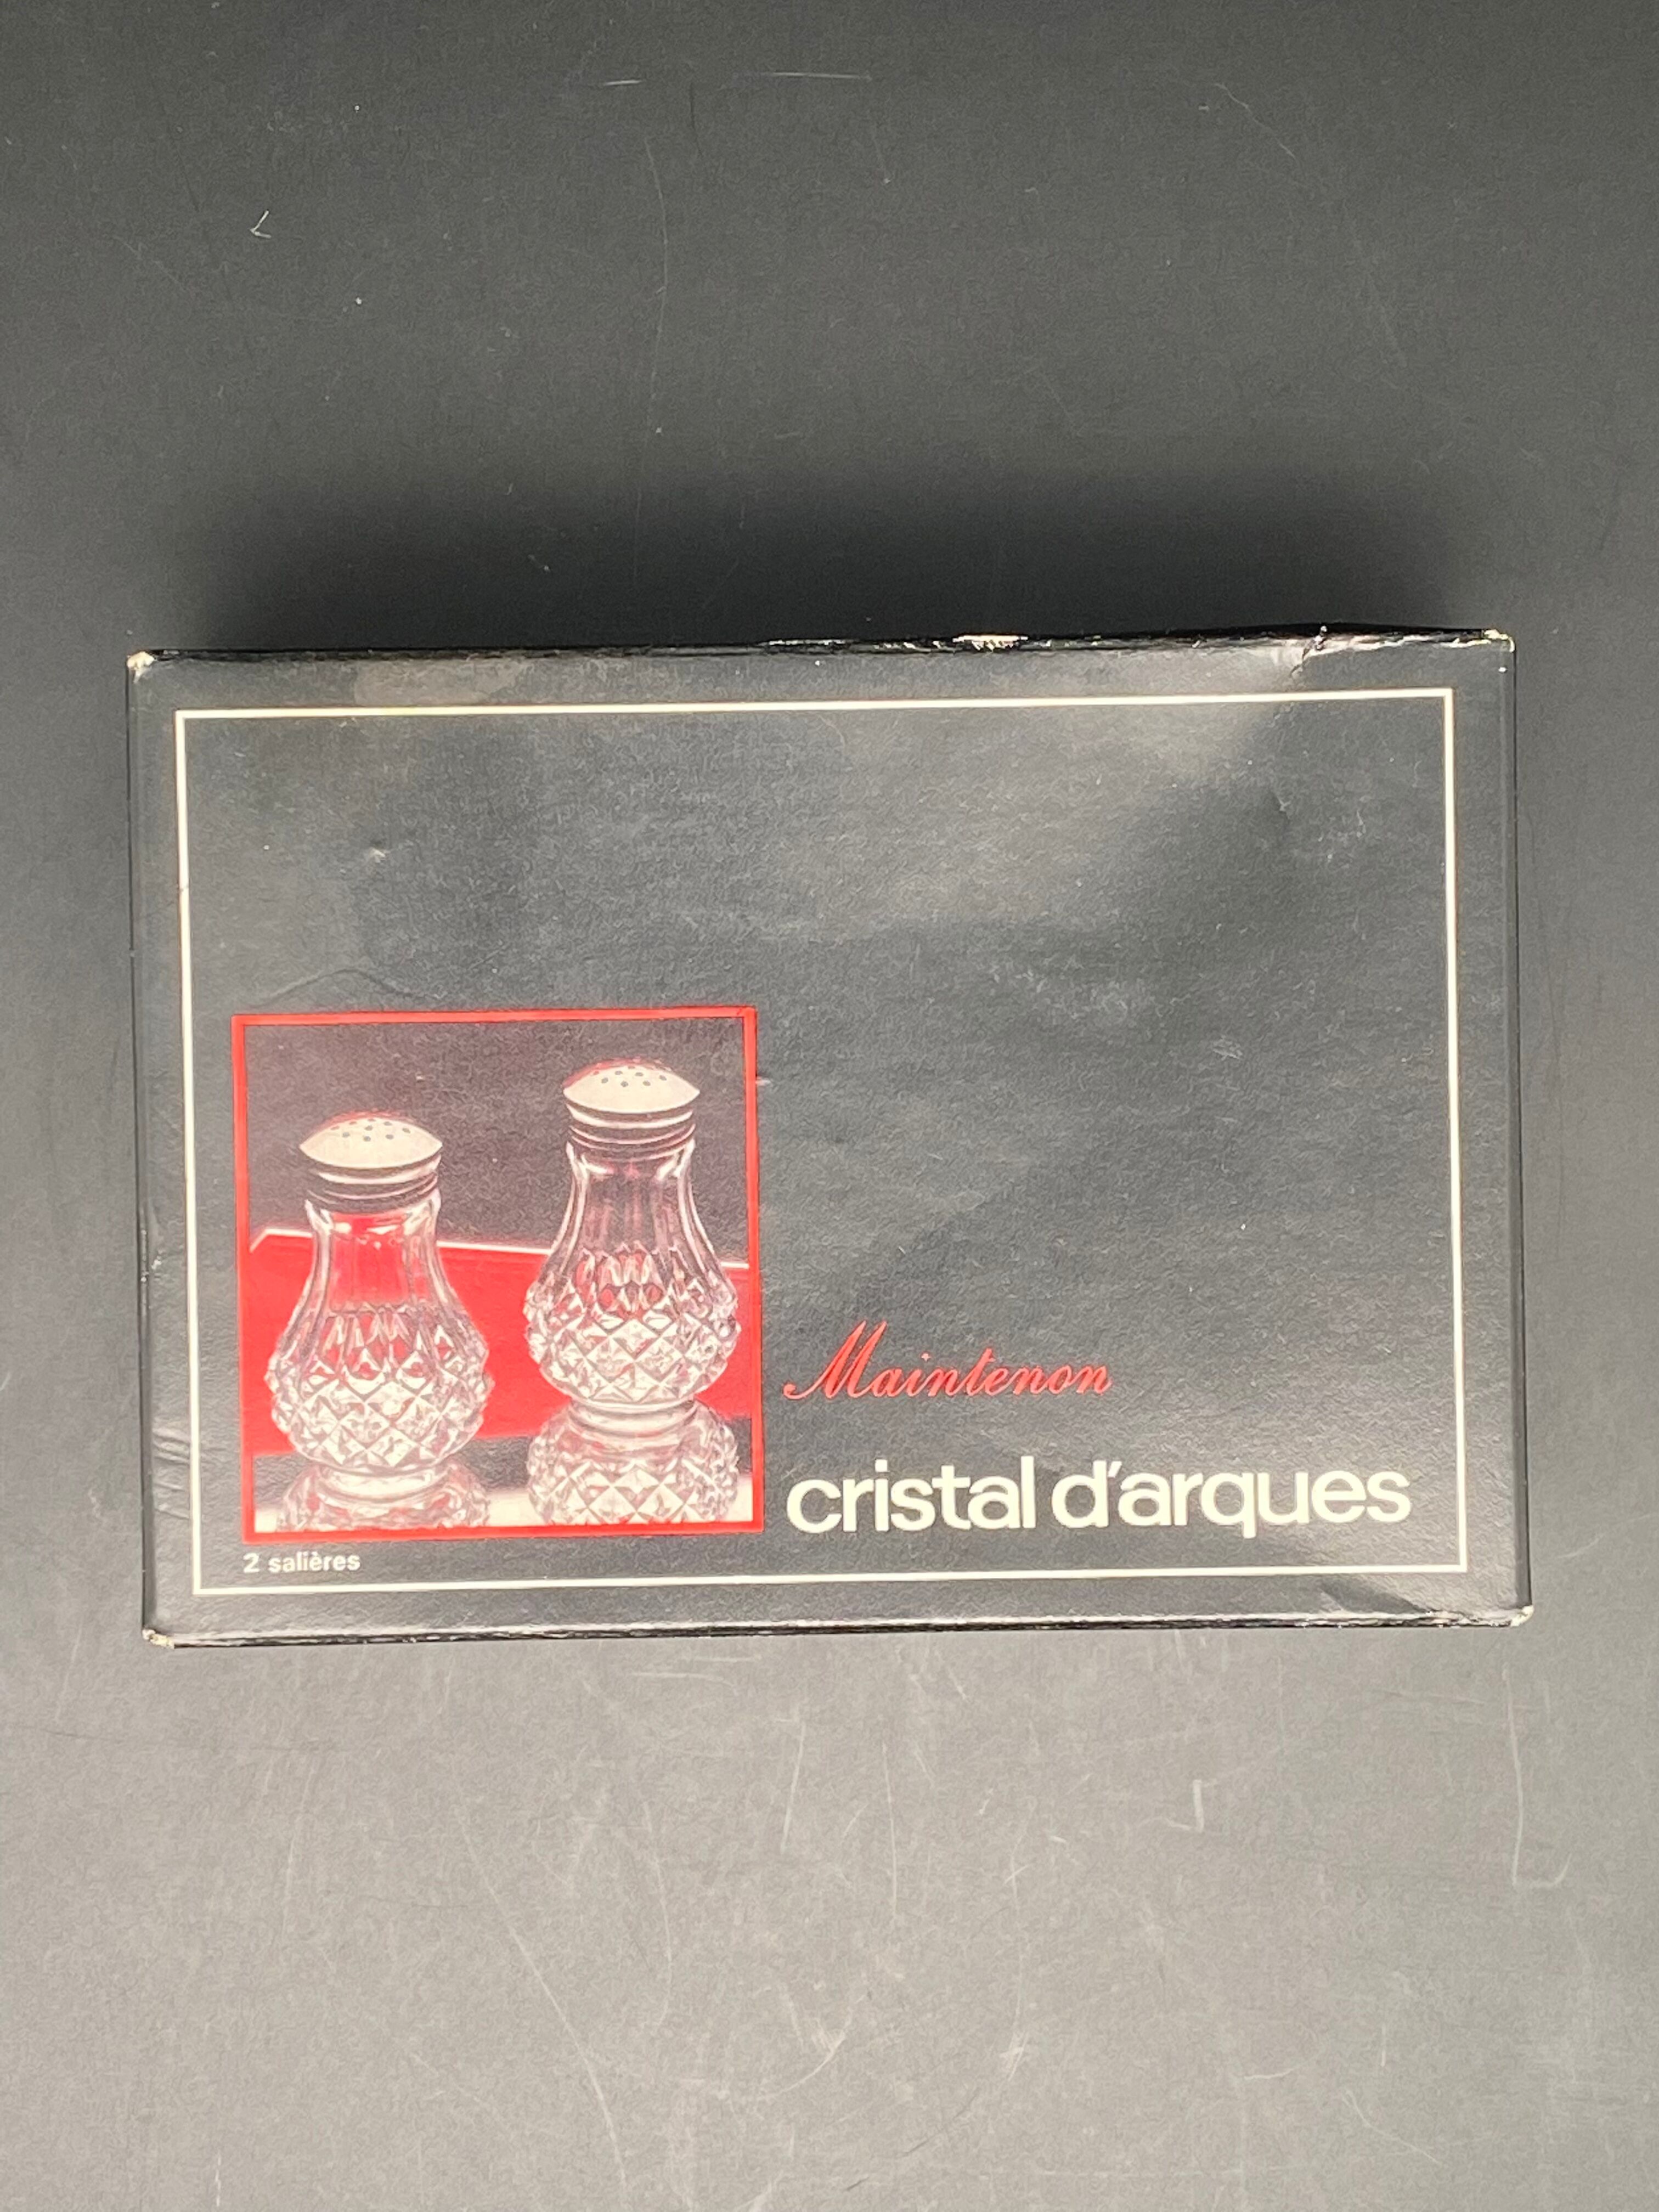 Maintenon
cristal d'arques
2 salières